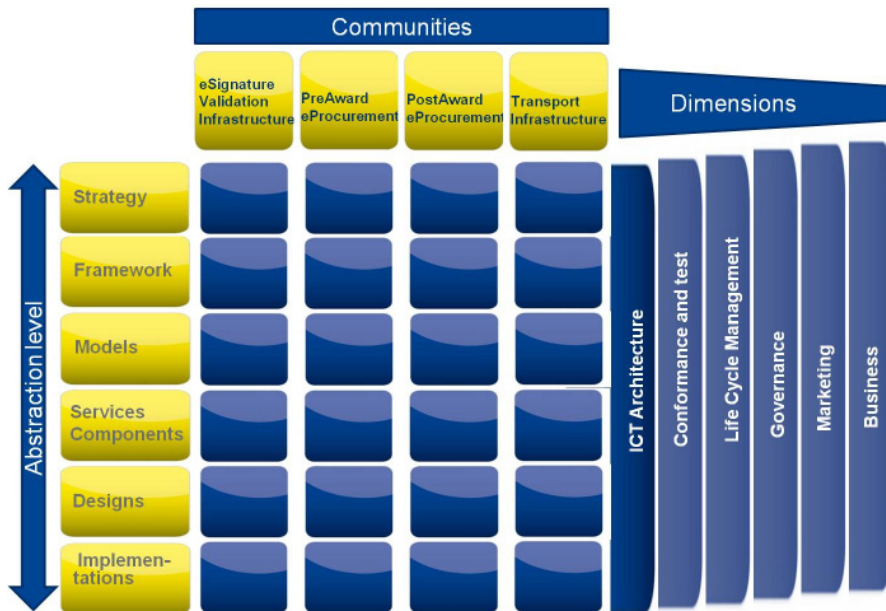 Communities
eSignature
Validation
Infrastructure
PreAward
eProcurement
PostAward
eProcurement
Transport
Infrastructure
Dimensions
Abstraction level
Strategy
Framework
Models
Services
Components
Designs
Implemen-
tations
ICT Architecture
Conformance and test
Life Cycle Management
Governance
Marketing
Business